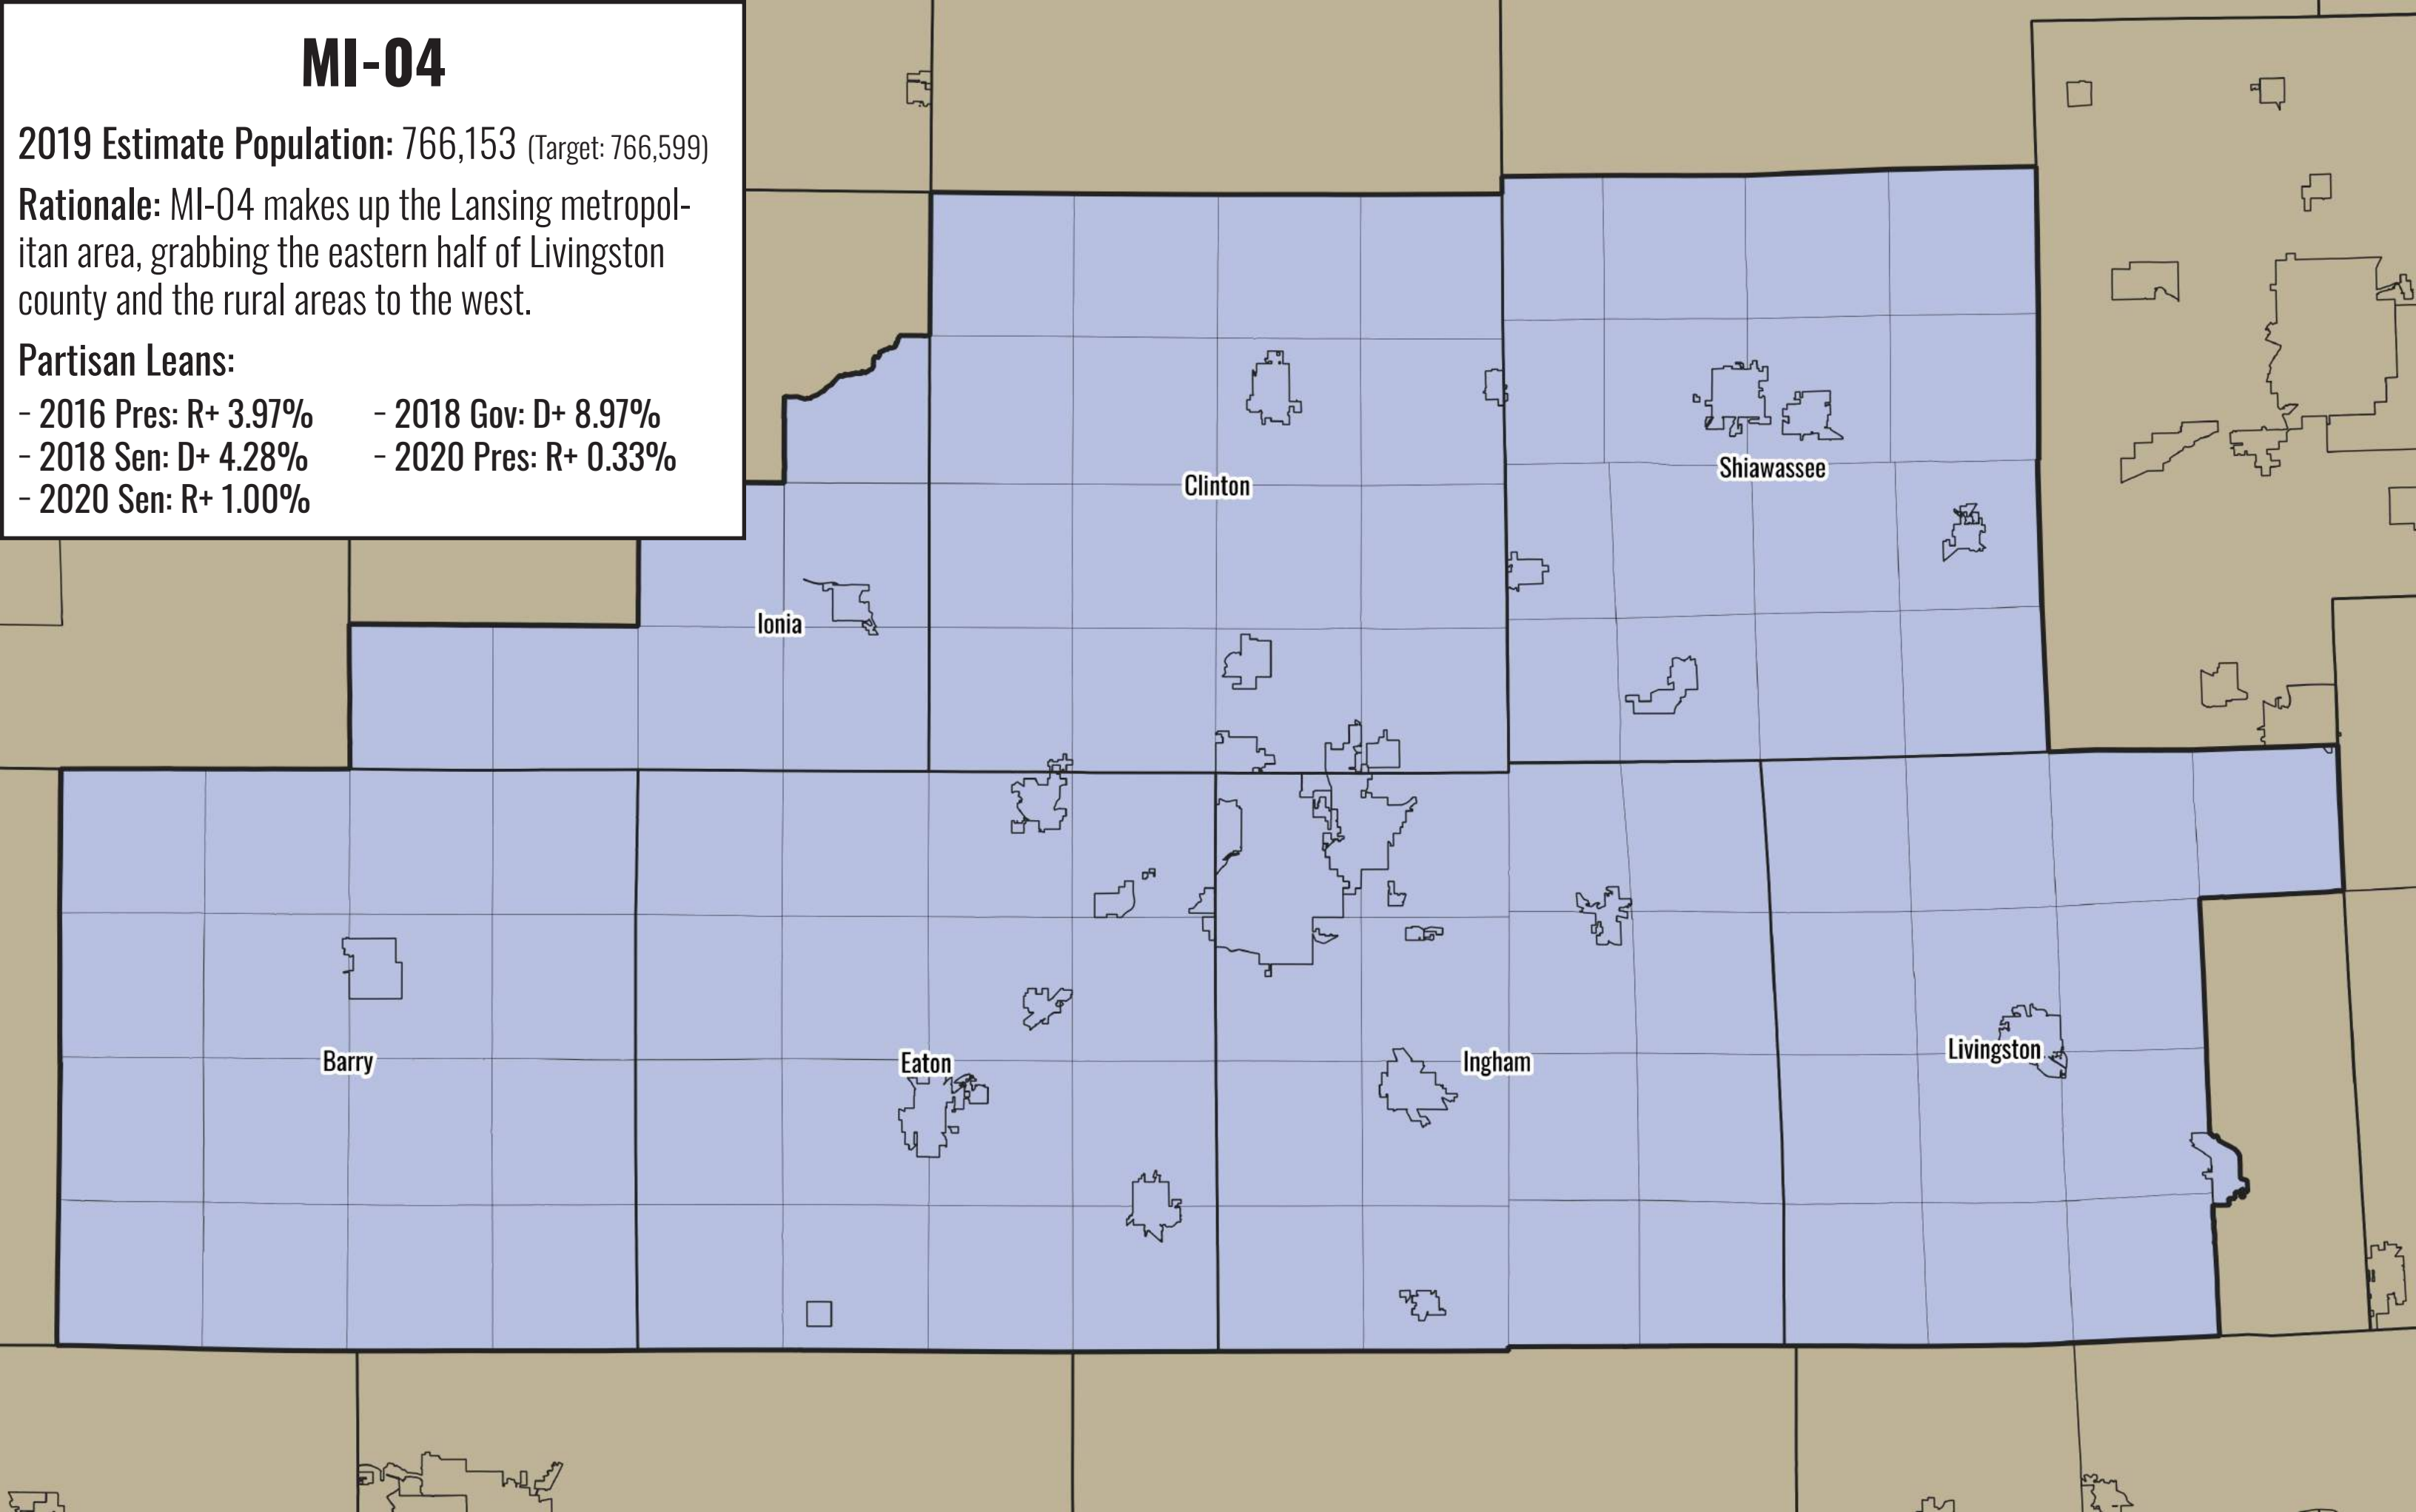 MI-04
2019 Estimate Population: 766,153 (Target: 766,599)
Rationale: MI-04 makes up the Lansing metropol-
itan area, grabbing the eastern half of Livingston
county and the rural areas to the west.
Partisan Leans:
- 2016 Pres: R+ 3.97% - 2018 Gov: D+ 8.97%
- 2018 Sen: D+ 4.28% - 2020 Pres: R+ 0.33%
- 2020 Sen: R+ 1.00%
Shiawassee
Clinton
Ionia
Livingston
Barry
Eaton
Ingham